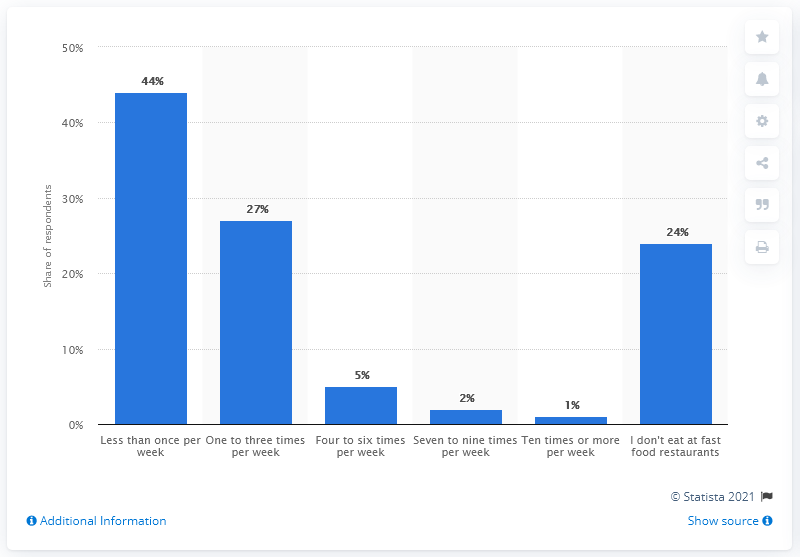 50%
44%
40%
30%
27%
24%
20%
10%
5%
2%
1%
0%
Share of respondents
Less than once per
week
One to three times
per week
Four to six times
per week
Seven to nine times
per week
Ten times or more
per week
I don't eat at fast
food restaurants
© Statista 2021
Additional Information
Show source